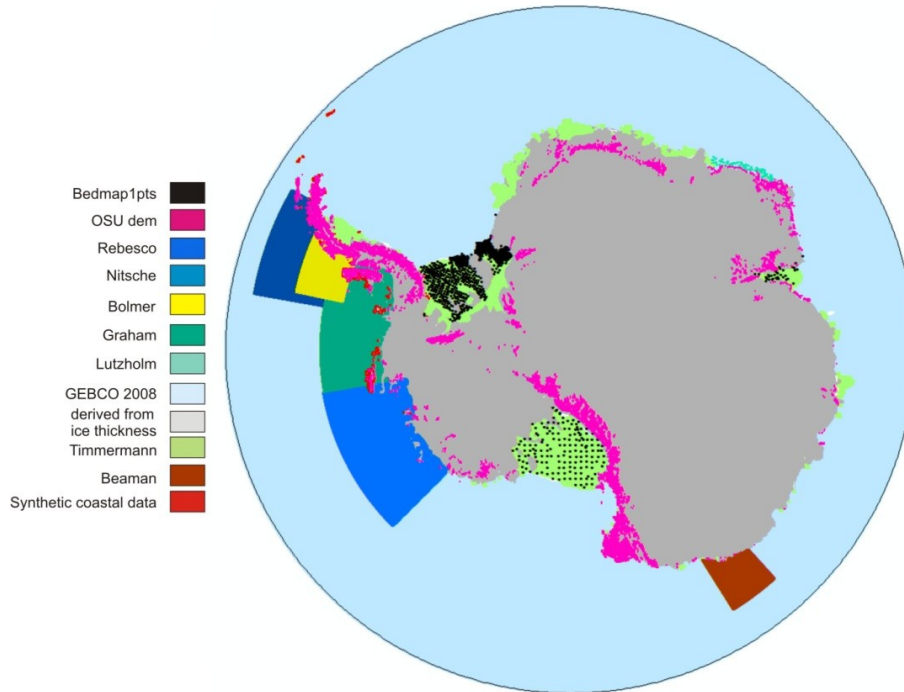 Bedmap1pts
OSU dem
Rebesco
Nitsche
Bolmer
Graham
Lutzholm
GEBCO 2008
derived from
ice thickness
Timmermann
Beaman
Synthetic coastal data